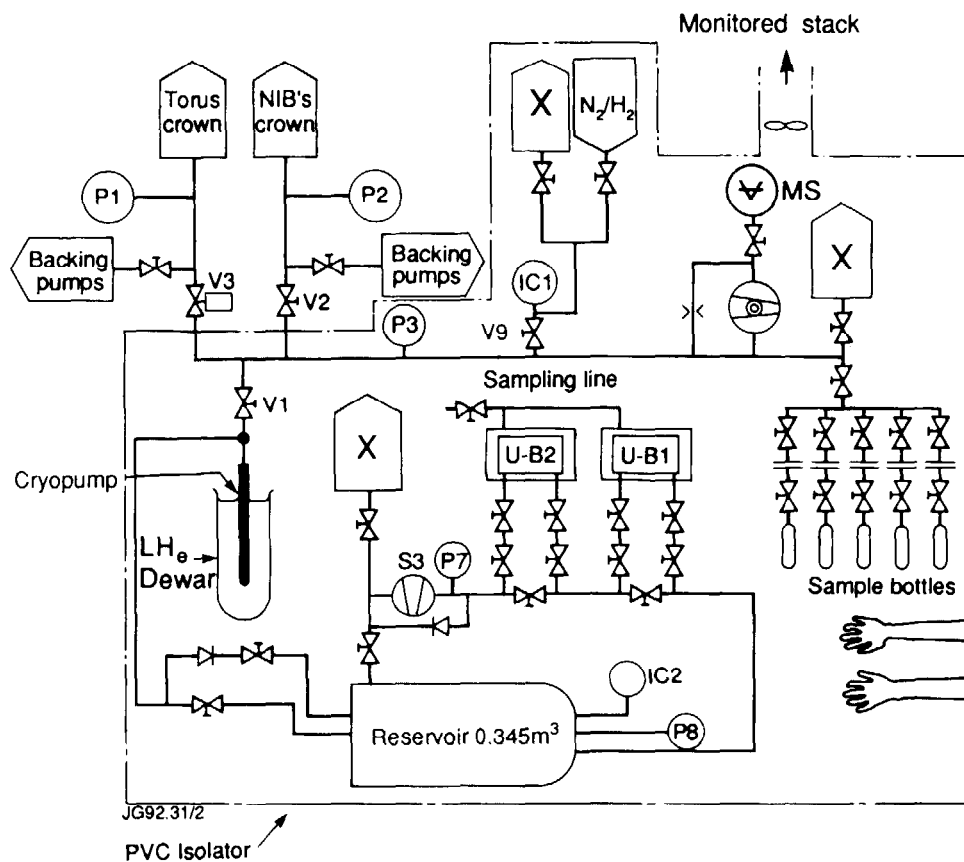 Monitored stack
Torus
crown
NIB's
crown
X
N2/H2
P1
P2
MS
Backing
pumps
V3
V2
Backing
pumps
IC1
X
P3
V9
Sampling line
V1
X
U-B2
U-B1
Cryopump
LHe
Dewar
S3
P7
Sample bottles
IC2
Reservoir 0.345m3
P8
JG92.31/2
PVC Isolator